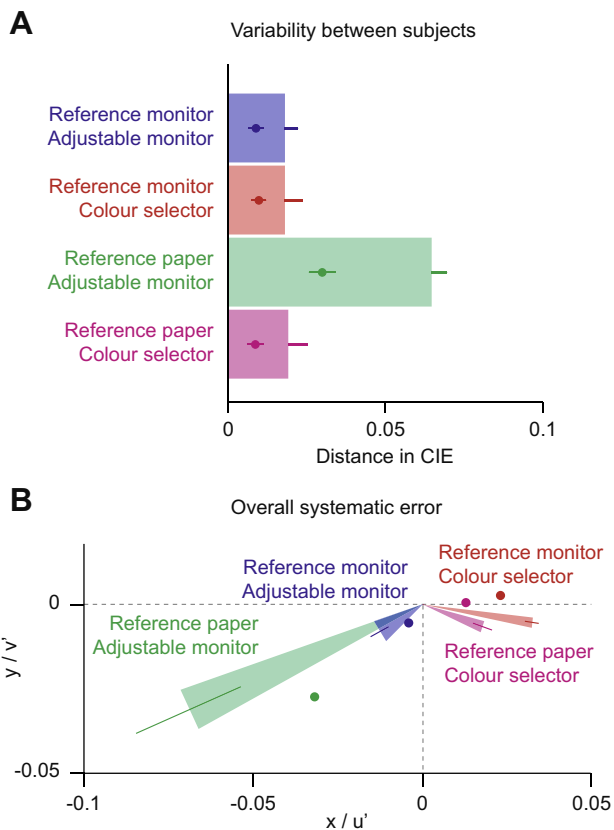 A
Variability between subjects
Reference monitor
Adjustable monitor
Reference monitor
Colour selector
Reference paper
Adjustable monitor
Reference paper
Colour selector
0
0.05
0.1
Distance in CIE
B
Overall systematic error
Reference monitor
Adjustable monitor
Reference monitor
Colour selector
0
Reference paper
Adjustable monitor
Reference paper
Colour selector
y / v'
-0.05
-0.1
-0.05
0
0.05
x / u'